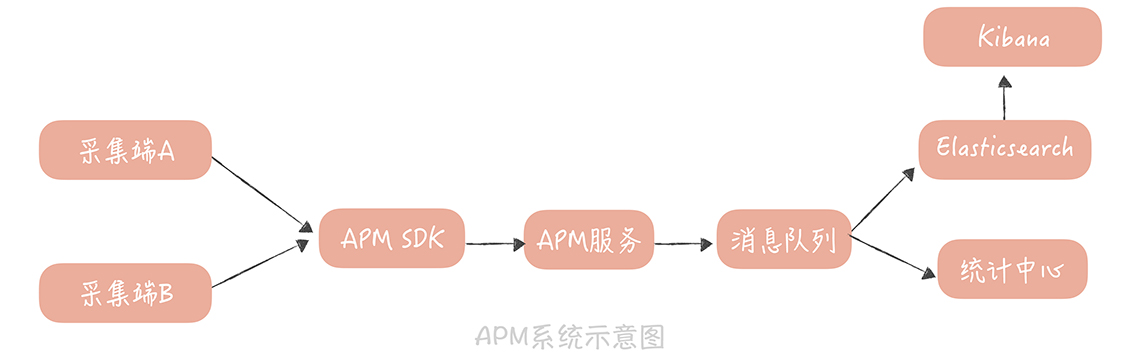 Kibana
采集端A
Elasticsearch
APM SDK
APM服务
消息队列
采集端B
统计中心
APM系统示意图